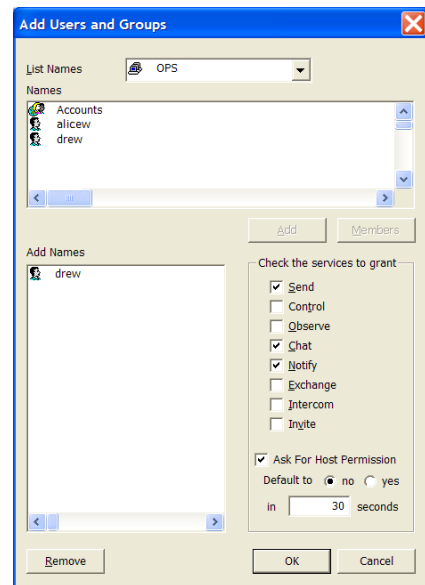 Add Users and Groups
List Names OPS
Names
Accounts
alicew
drew
Add Members
Add Names
drew
Check the services to grant
Send
Control
Observe
Chat
Notify
Exchange
Intercom
Invite
Ask For Host Permission
Default to no yes
in 30 seconds
Remove OK Cancel